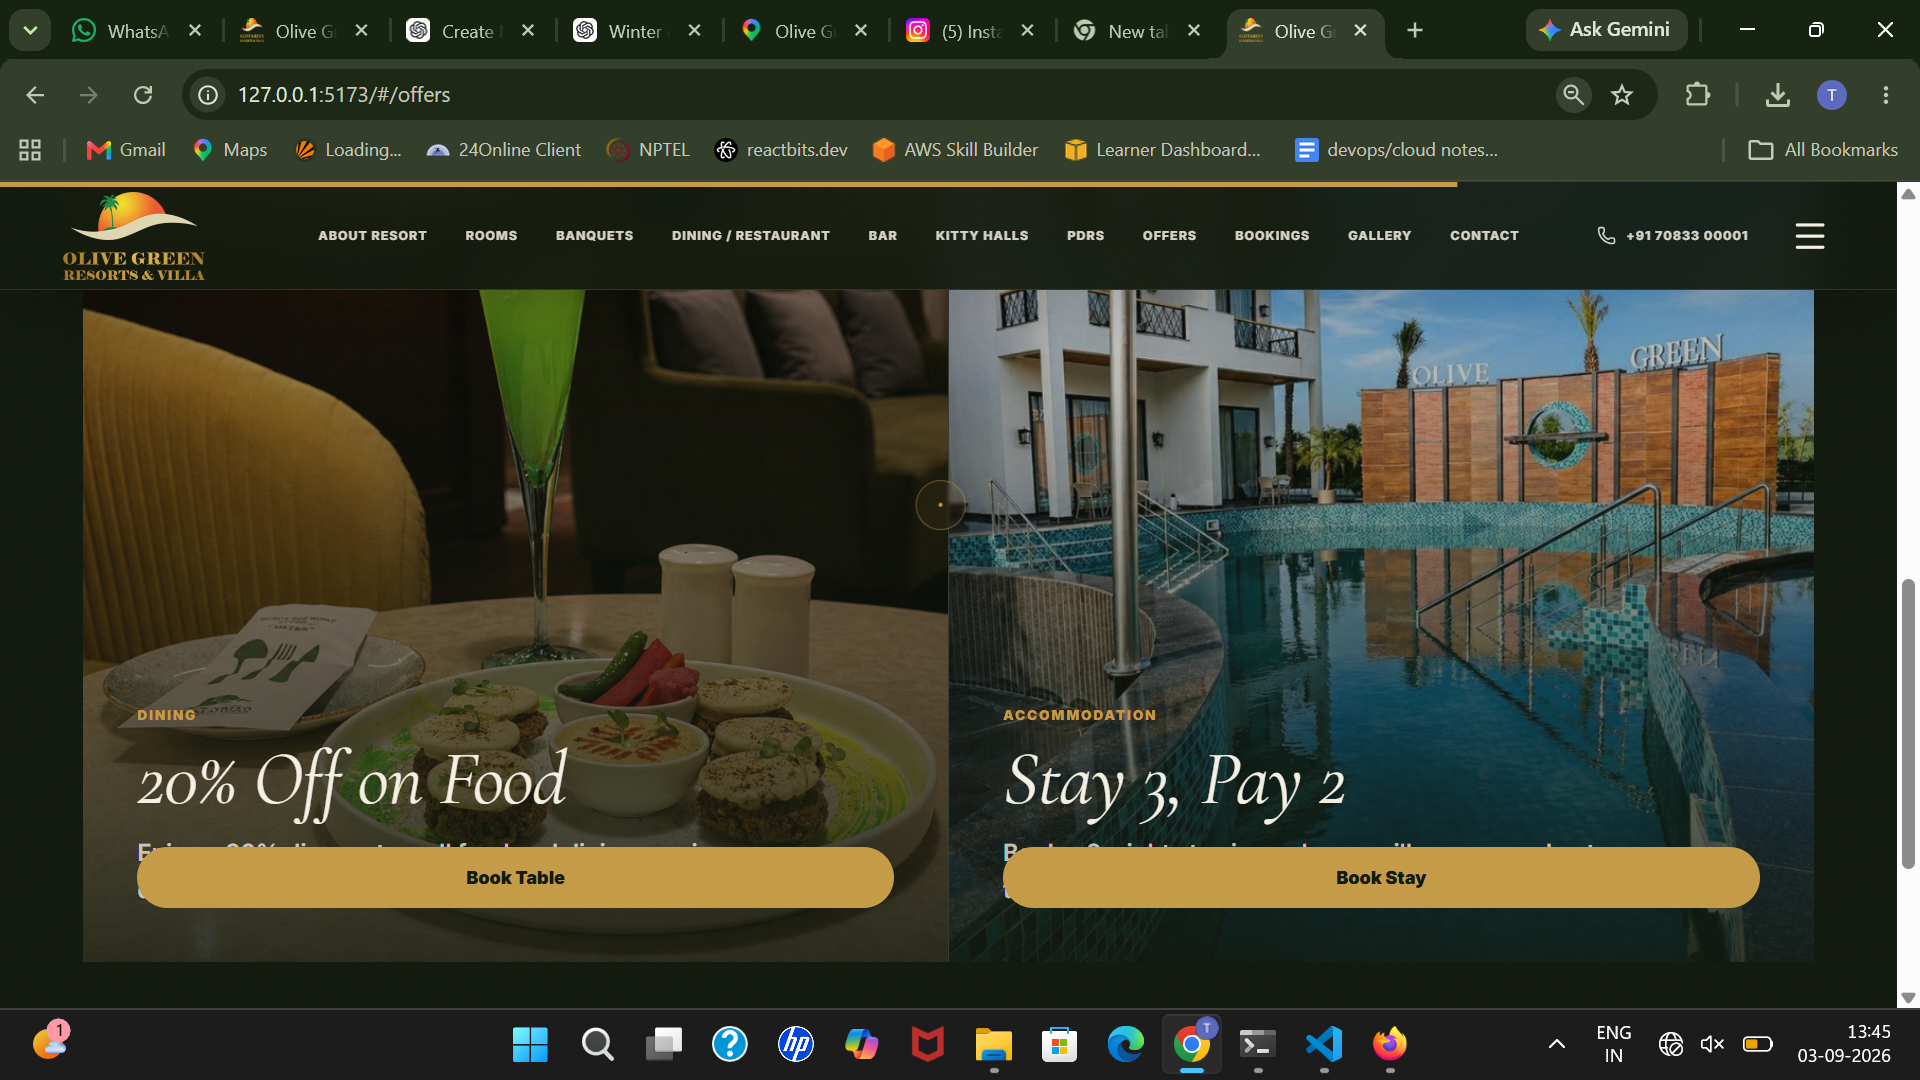 WhatsA
Olive G
Create
Winter
Olive G
(5) Insta
New ta
Olive G
Ask Gemini
127.0.0.1:5173/#/offers
T
Gmail
Maps
Loading...
24Online Client
NPTEL
reactbits.dev
AWS Skill Builder
Learner Dashboard...
devops/cloud notes...
All Bookmarks
OLIVE GREEN
RESORTS & VILLA
ABOUT RESORT
ROOMS
BANQUETS
DINING / RESTAURANT
BAR
KITTY HALLS
PDRS
OFFERS
BOOKINGS
GALLERY
CONTACT
+91 70833 00001
OLIVE GREEN
DINING
20% Off on Food
Book Table
ACCOMMODATION
Stay 3, Pay 2
Book Stay
1
hp
T
ENG
IN
13:45
03-09-2026